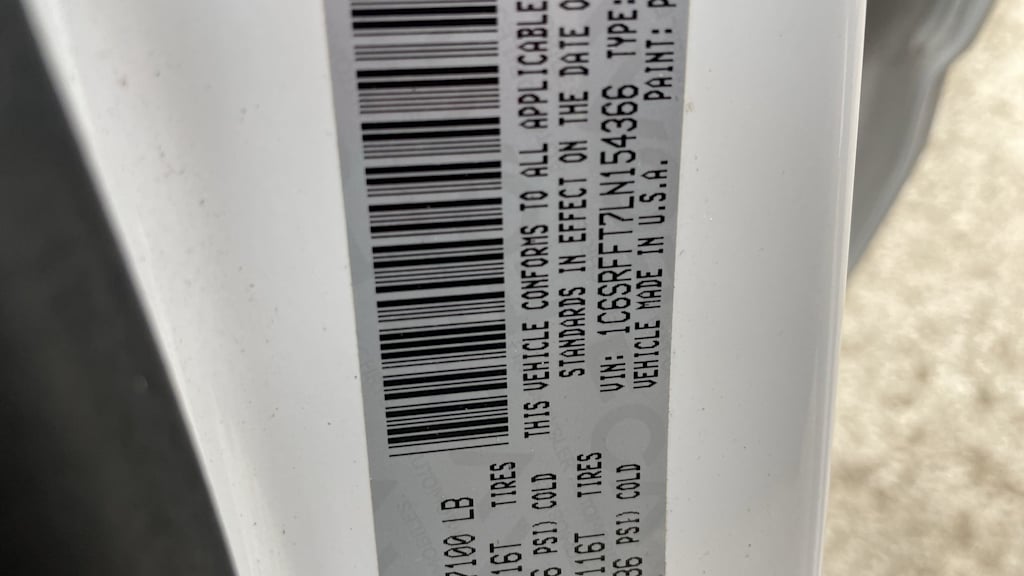 THIS VEHICLE CONFORMS TO ALL APPLICABLE
STANDARDS IN EFFECT ON THE DATE O
VIN: 1C6SRFFT7LN154366 TYPE:
VEHICLE MADE IN U.S.A. PAINT: P
7100 LB
116T TIRES
6 PSI) COLD
116T TIRES
36 PSI) COLD